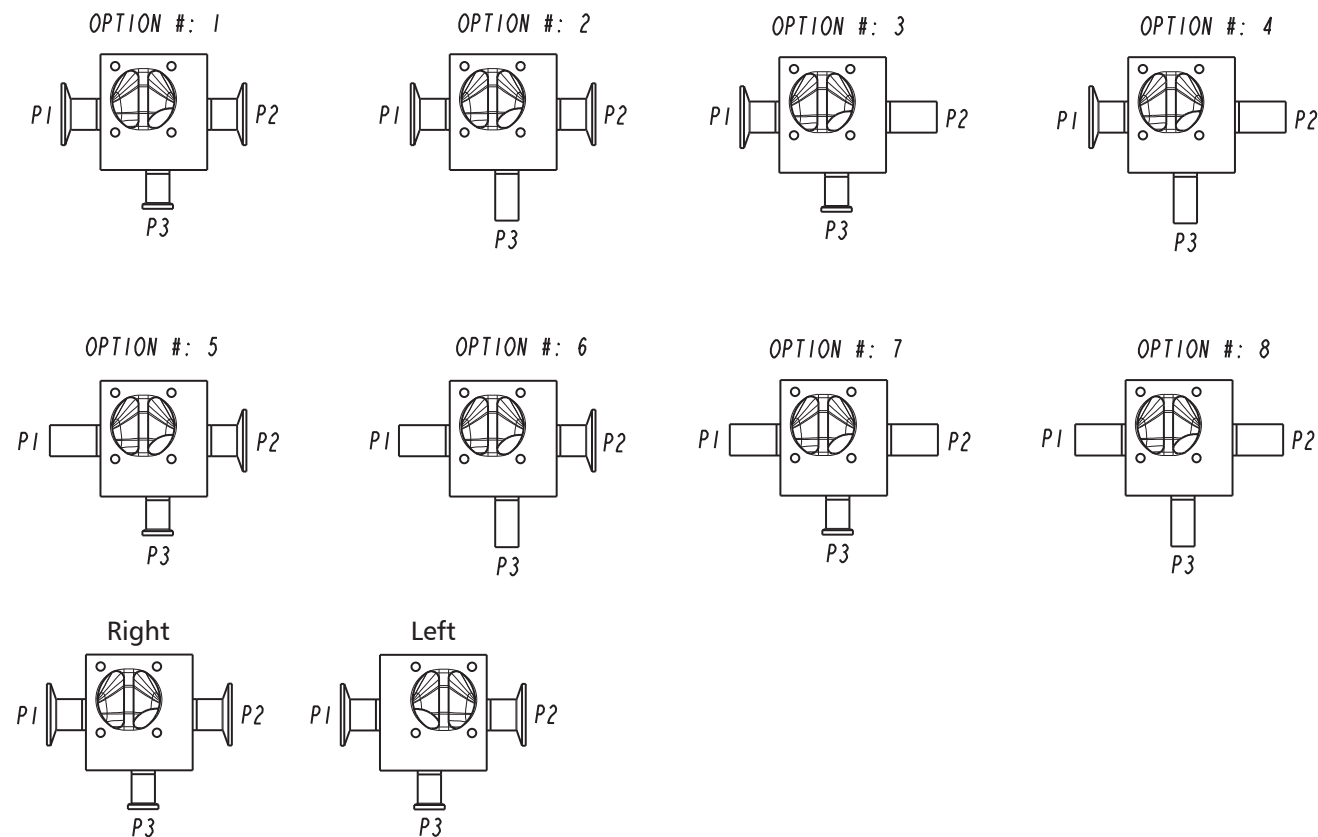 OPTION #: 1
OPTION #: 2
OPTION #: 3
OPTION #: 4
P1
P2
P3
P1
P2
P3
P1
P2
P3
P1
P2
P3
OPTION #: 5
OPTION #: 6
OPTION #: 7
OPTION #: 8
P1
P2
P3
P1
P2
P3
P1
P2
P3
P1
P2
P3
Right
Left
P1
P2
P3
P1
P2
P3